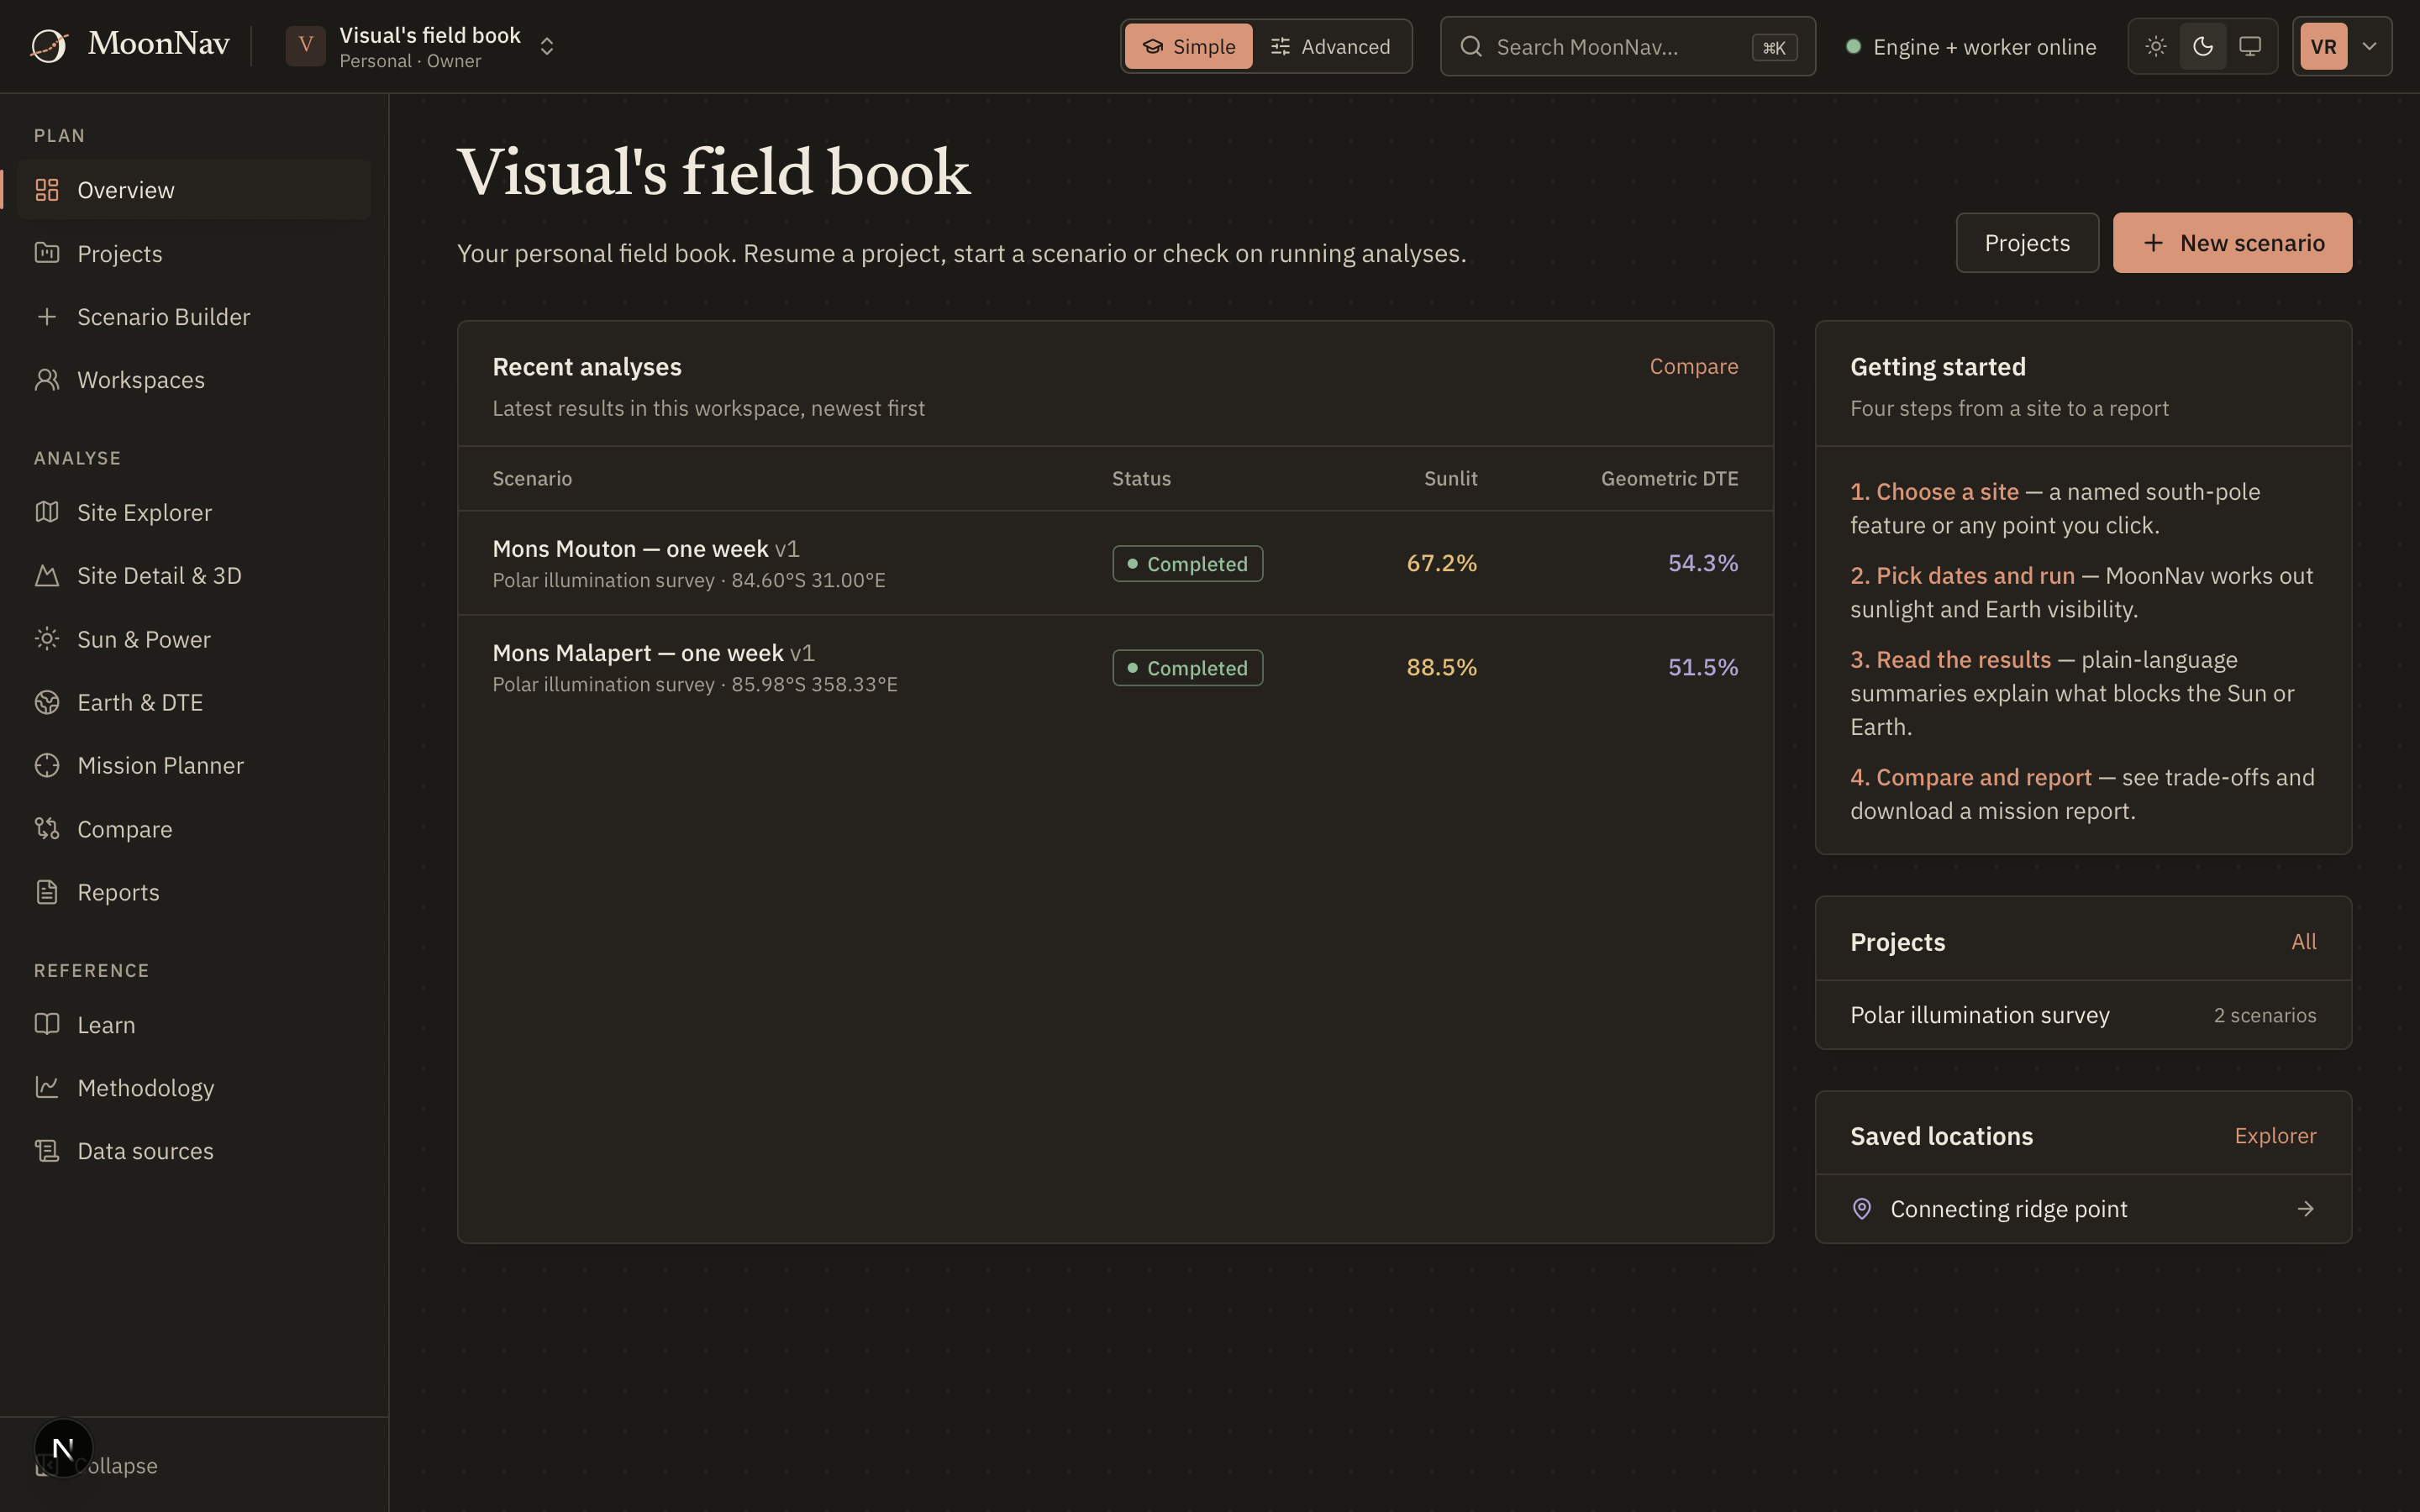 MoonNav
V
Visual's field book
Personal · Owner
Simple
Advanced
Search MoonNav...
⌘K
Engine + worker online
VR
PLAN
Overview
Projects
Scenario Builder
Workspaces
ANALYSE
Site Explorer
Site Detail & 3D
Sun & Power
Earth & DTE
Mission Planner
Compare
Reports
REFERENCE
Learn
Methodology
Data sources
N
ollapse
Visual's field book
Your personal field book. Resume a project, start a scenario or check on running analyses.
Projects
+ New scenario
Recent analyses
Compare
Latest results in this workspace, newest first
Scenario Status Sunlit Geometric DTE
Mons Mouton — one week v1
Polar illumination survey · 84.60°S 31.00°E
Completed 67.2% 54.3%
Mons Malapert — one week v1
Polar illumination survey · 85.98°S 358.33°E
Completed 88.5% 51.5%
Getting started
Four steps from a site to a report
1. Choose a site — a named south-pole
feature or any point you click.
2. Pick dates and run — MoonNav works out
sunlight and Earth visibility.
3. Read the results — plain-language
summaries explain what blocks the Sun or
Earth.
4. Compare and report — see trade-offs and
download a mission report.
Projects All
Polar illumination survey 2 scenarios
Saved locations Explorer
Connecting ridge point